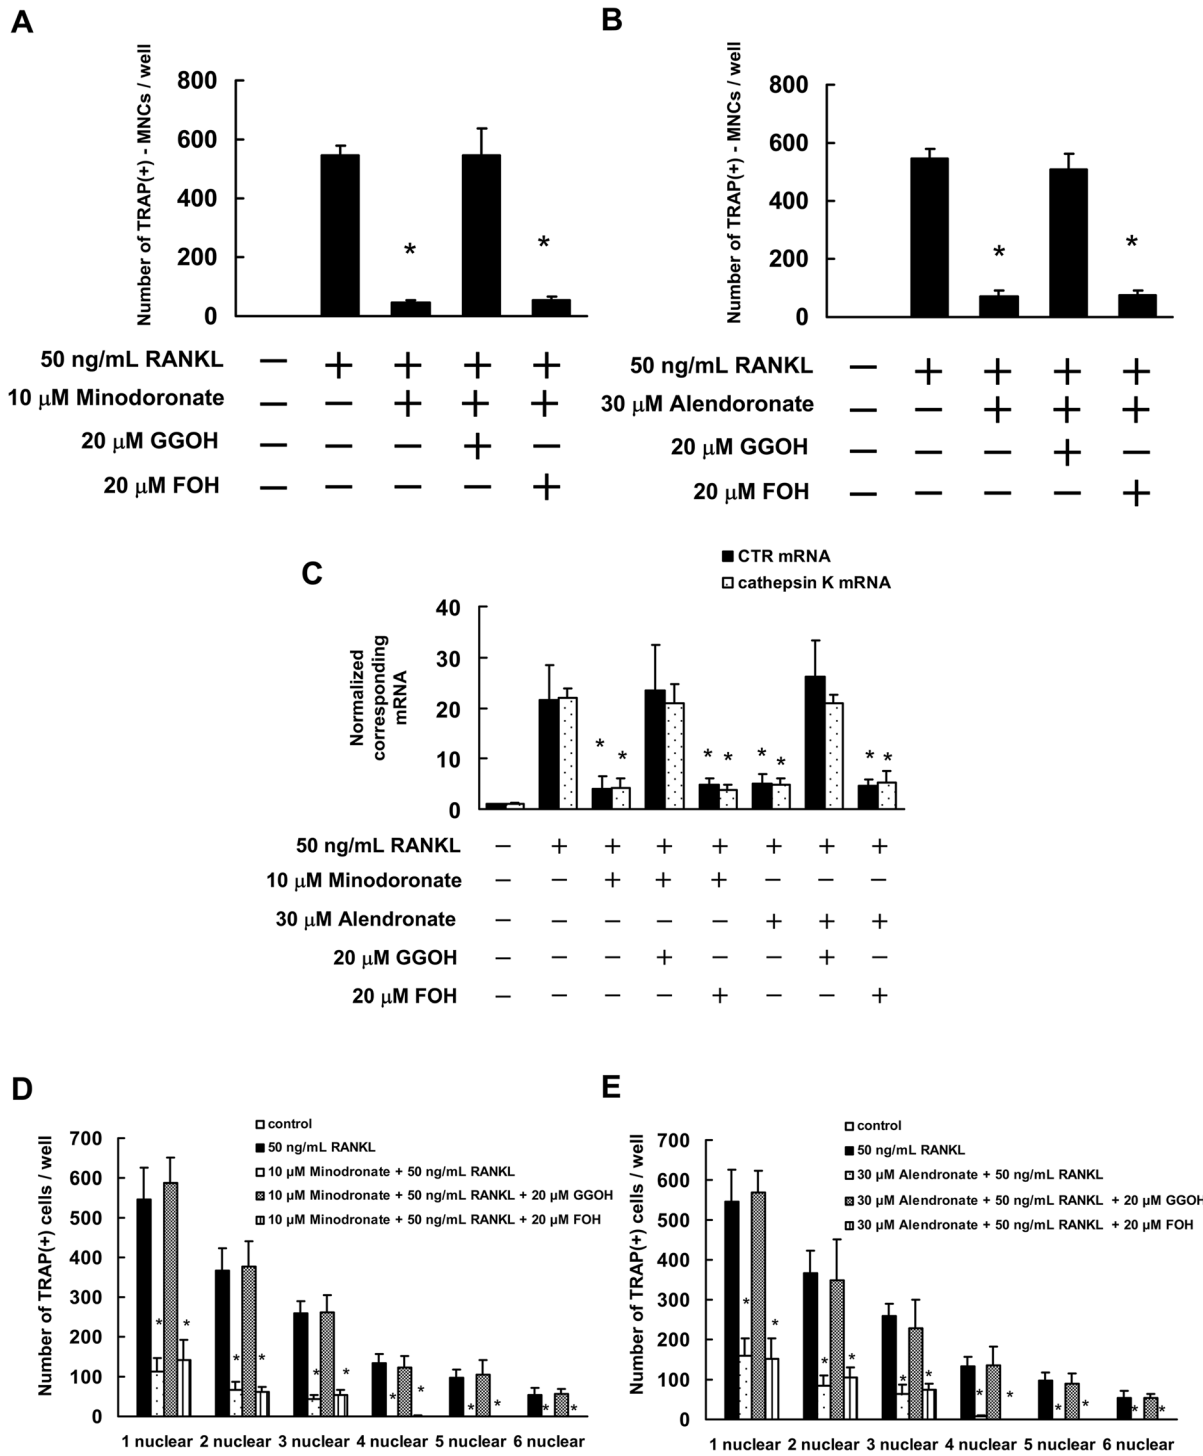 A
Number of TRAP(+) - MNCs / well
800
600
400
200
0
*
*
50 ng/mL RANKL — + + + +
10 µM Minodoronate — — + + +
20 µM GGOH — — — + —
20 µM FOH — — — — +
B
Number of TRAP(+) - MNCs / well
800
600
400
200
0
*
*
50 ng/mL RANKL — + + + +
30 µM Alendoronate — — + + +
20 µM GGOH — — — + —
20 µM FOH — — — — +
C
CTR mRNA
cathepsin K mRNA
Normalized
corresponding
mRNA
40
30
20
10
0
* * * * * * * *
50 ng/mL RANKL — + + + + + + +
10 µM Minodoronate — — + + + — — —
30 µM Alendronate — — — — — + + +
20 µM GGOH — — — + — — + —
20 µM FOH — — — — + — — +
D
Number of TRAP(+) cells / well
control
50 ng/mL RANKL
10 µM Minodronate + 50 ng/mL RANKL
10 µM Minodronate + 50 ng/mL RANKL + 20 µM GGOH
10 µM Minodronate + 50 ng/mL RANKL + 20 µM FOH
700
600
500
400
300
200
100
0
* * * * * * * * * * * *
1 nuclear 2 nuclear 3 nuclear 4 nuclear 5 nuclear 6 nuclear
E
Number of TRAP(+) cells / well
control
50 ng/mL RANKL
30 µM Alendronate + 50 ng/mL RANKL
30 µM Alendronate + 50 ng/mL RANKL + 20 µM GGOH
30 µM Alendronate + 50 ng/mL RANKL + 20 µM FOH
700
600
500
400
300
200
100
0
* * * * * * * * * * * *
1 nuclear 2 nuclear 3 nuclear 4 nuclear 5 nuclear 6 nuclear